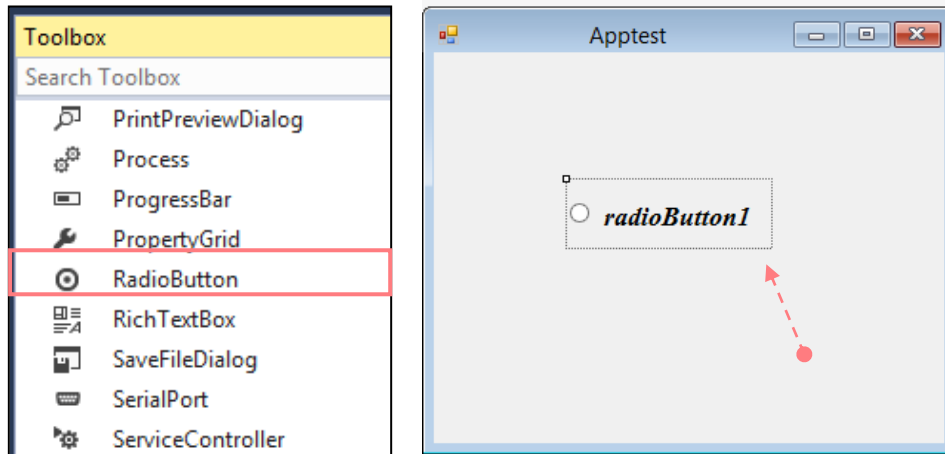 Toolbox
Search Toolbox
PrintPreviewDialog
Process
ProgressBar
PropertyGrid
RadioButton
RichTextBox
SaveFileDialog
SerialPort
ServiceController
Apptest
radioButton1